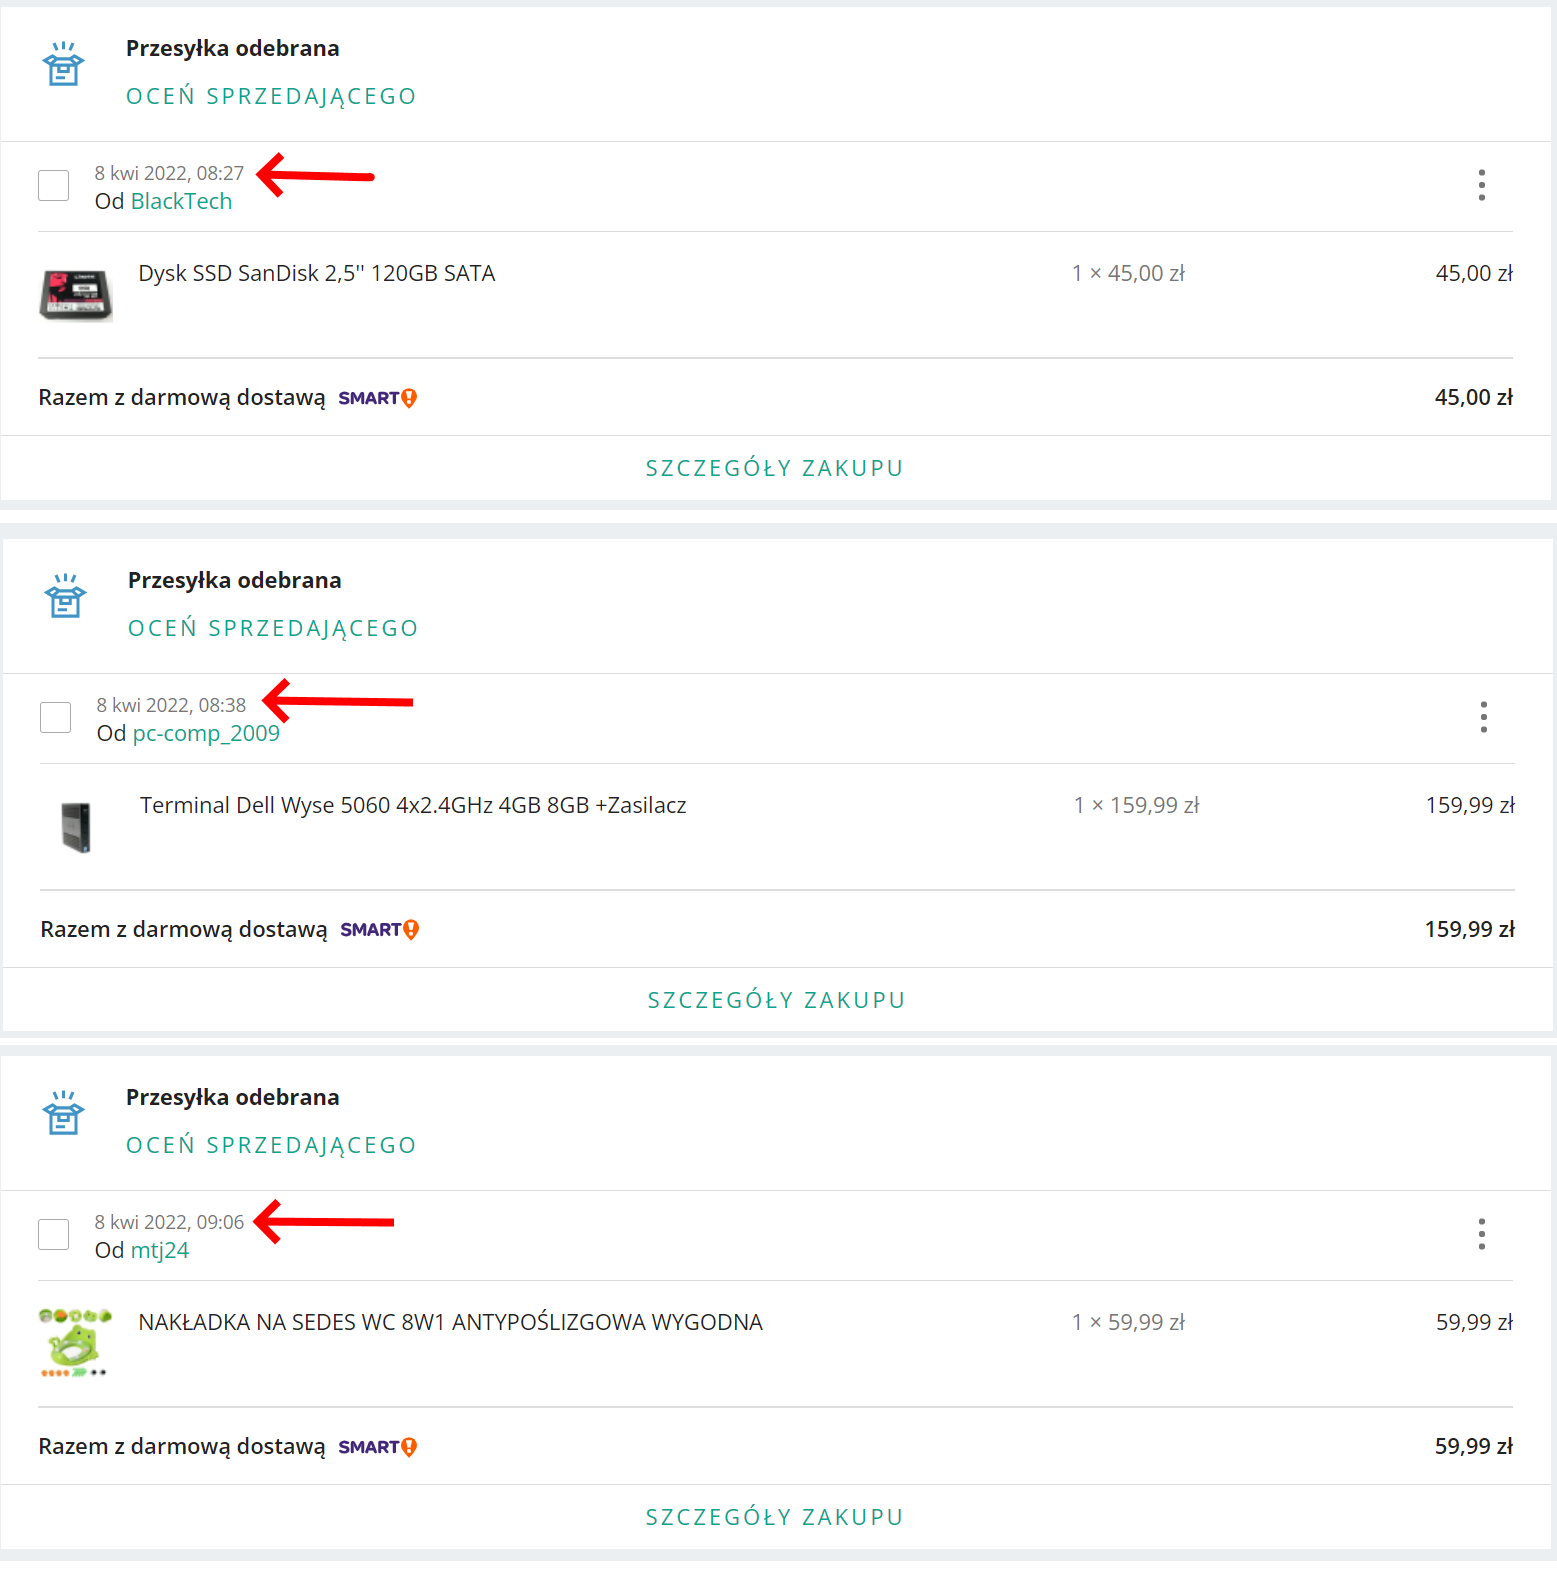 Przesyłka odebrana
OCEŃ SPRZEDAJĄCEGO
8 kwi 2022, 08:27
Od BlackTech
Dysk SSD SanDisk 2,5'' 120GB SATA 1 × 45,00 zł 45,00 zł
Razem z darmową dostawą SMART! 45,00 zł
SZCZEGÓŁY ZAKUPU
Przesyłka odebrana
OCEŃ SPRZEDAJĄCEGO
8 kwi 2022, 08:38
Od pc-comp_2009
Terminal Dell Wyse 5060 4x2.4GHz 4GB 8GB +Zasilacz 1 × 159,99 zł 159,99 zł
Razem z darmową dostawą SMART! 159,99 zł
SZCZEGÓŁY ZAKUPU
Przesyłka odebrana
OCEŃ SPRZEDAJĄCEGO
8 kwi 2022, 09:06
Od mtj24
NAKŁADKA NA SEDES WC 8W1 ANTYPOŚLIZGOWA WYGODNA 1 × 59,99 zł 59,99 zł
Razem z darmową dostawą SMART! 59,99 zł
SZCZEGÓŁY ZAKUPU